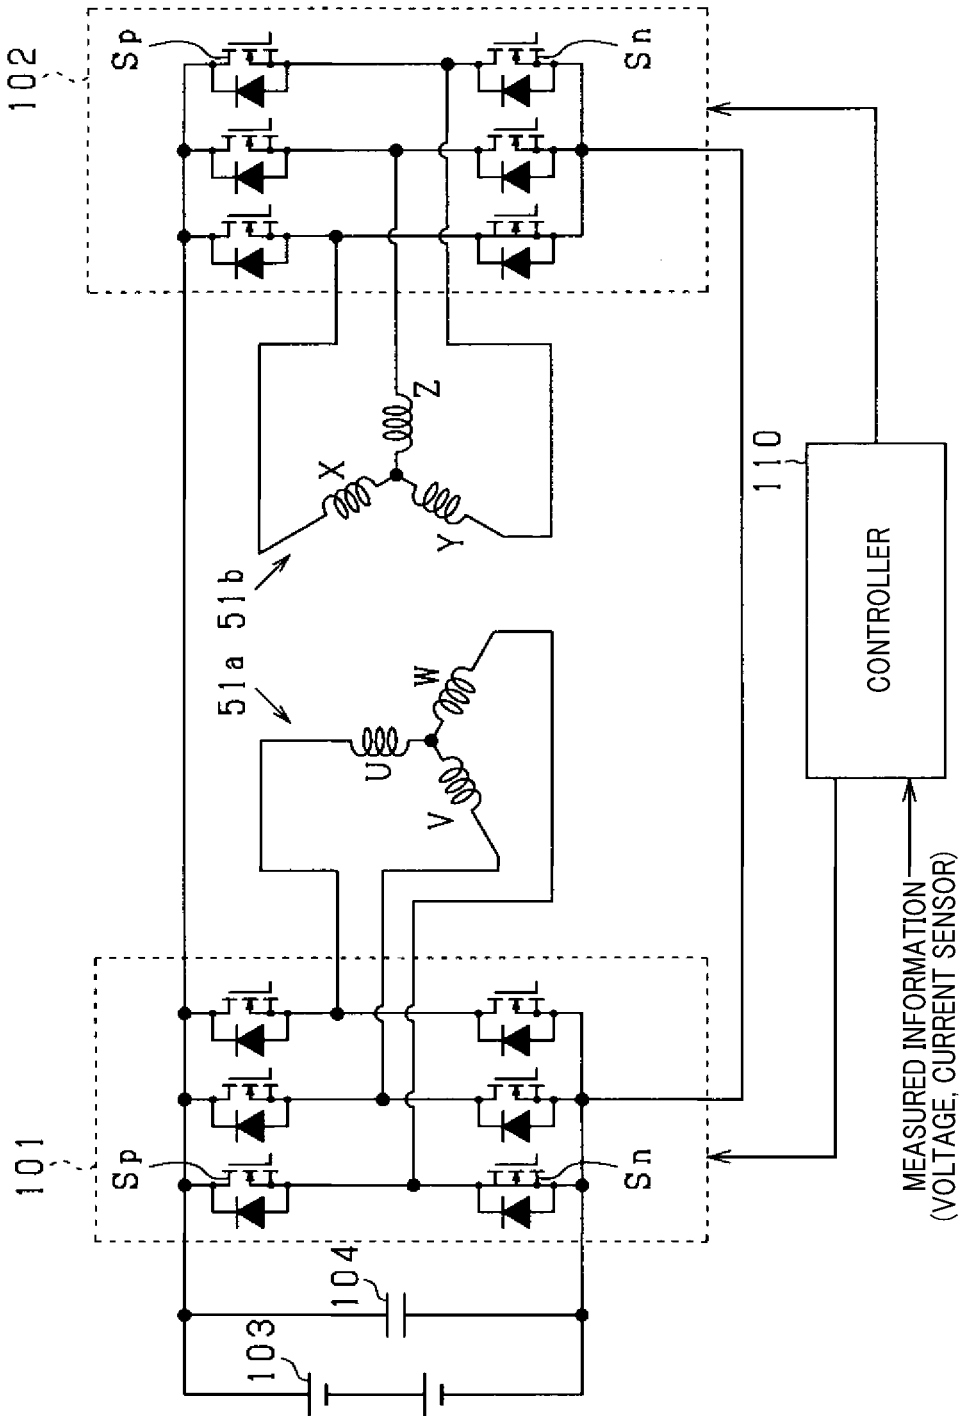 101
102
Sp
Sp
51a
51b
103
104
U
V
W
X
Y
Z
Sn
Sn
110
CONTROLLER
MEASURED INFORMATION
(VOLTAGE, CURRENT SENSOR)